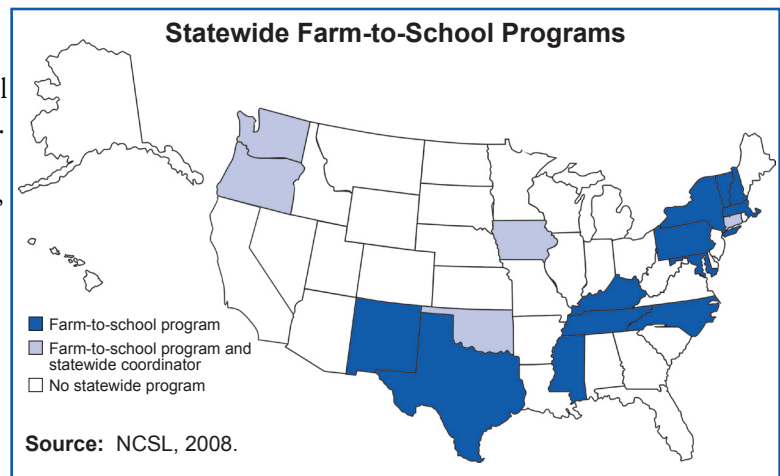 Statewide Farm-to-School Programs
l
.
,
Farm-to-school program
Farm-to-school program and
statewide coordinator
No statewide program
Source: NCSL, 2008.